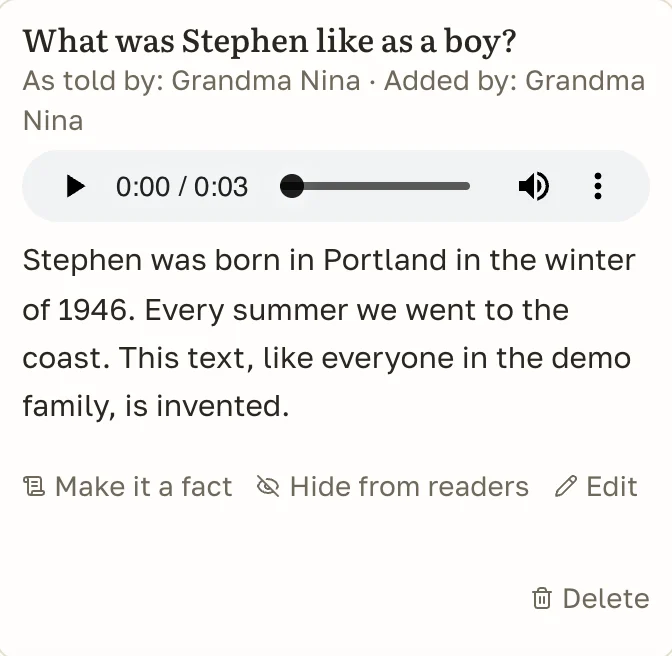 What was Stephen like as a boy?
As told by: Grandma Nina · Added by: Grandma
Nina
0:00 / 0:03
Stephen was born in Portland in the winter
of 1946. Every summer we went to the
coast. This text, like everyone in the demo
family, is invented.
Make it a fact Hide from readers Edit
Delete